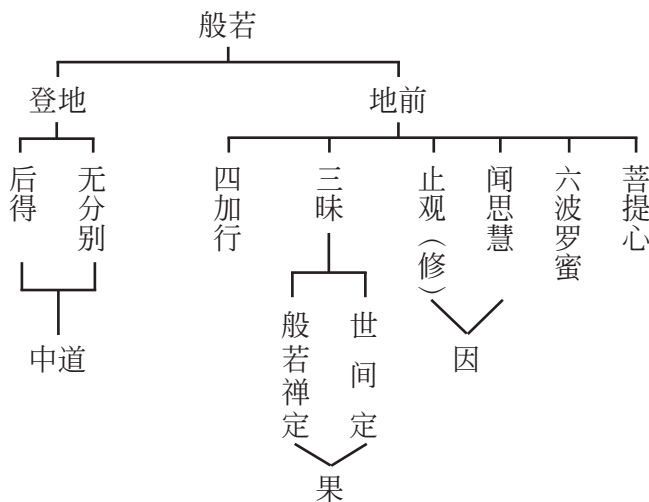 般若
登地
地前
后得
无分别
四加行
三昧
止观（修）
闻思慧
六波罗蜜
菩提心
中道
般若禅定
世间定
因
果